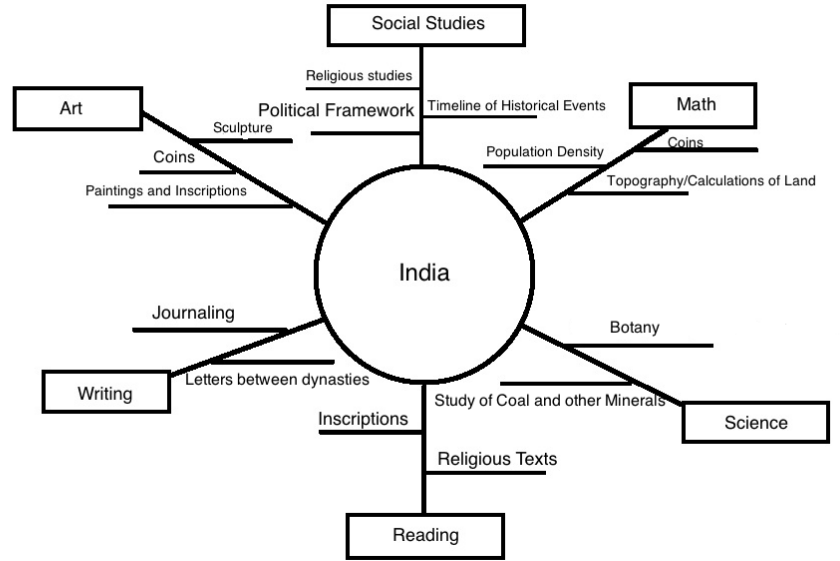 Social Studies
Religious studies
Political Framework
Timeline of Historical Events
Art
Sculpture
Coins
Paintings and Inscriptions
Math
Coins
Population Density
Topography/Calculations of Land
India
Journaling
Letters between dynasties
Writing
Botany
Study of Coal and other Minerals
Science
Inscriptions
Religious Texts
Reading